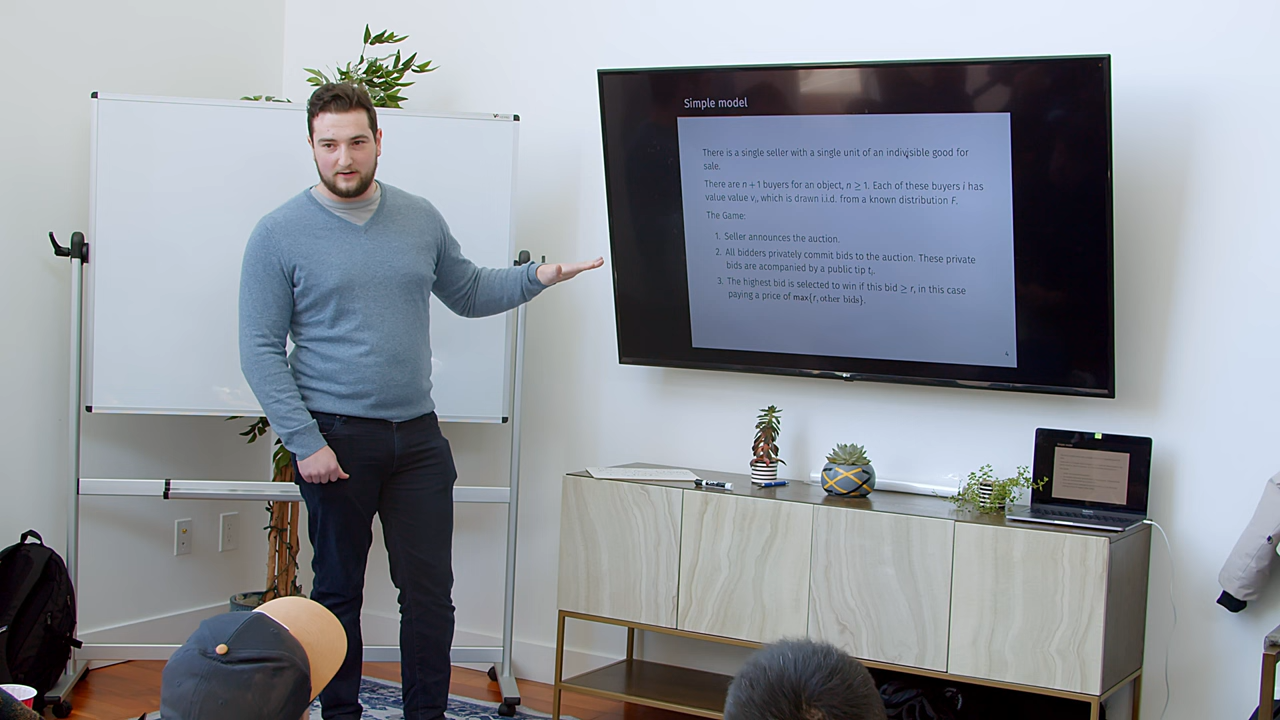 Simple model
There is a single seller with a single unit of an indivisible good for
sale.
There are n + 1 buyers for an object, n ≥ 1. Each of these buyers i has
value value vᵢ, which is drawn i.i.d. from a known distribution F.
The Game:
1. Seller announces the auction.
2. All bidders privately commit bids to the auction. These private
bids are acompanied by a public tip tᵢ.
3. The highest bid is selected to win if this bid ≥ r, in this case
paying a price of max{r, other bids}.